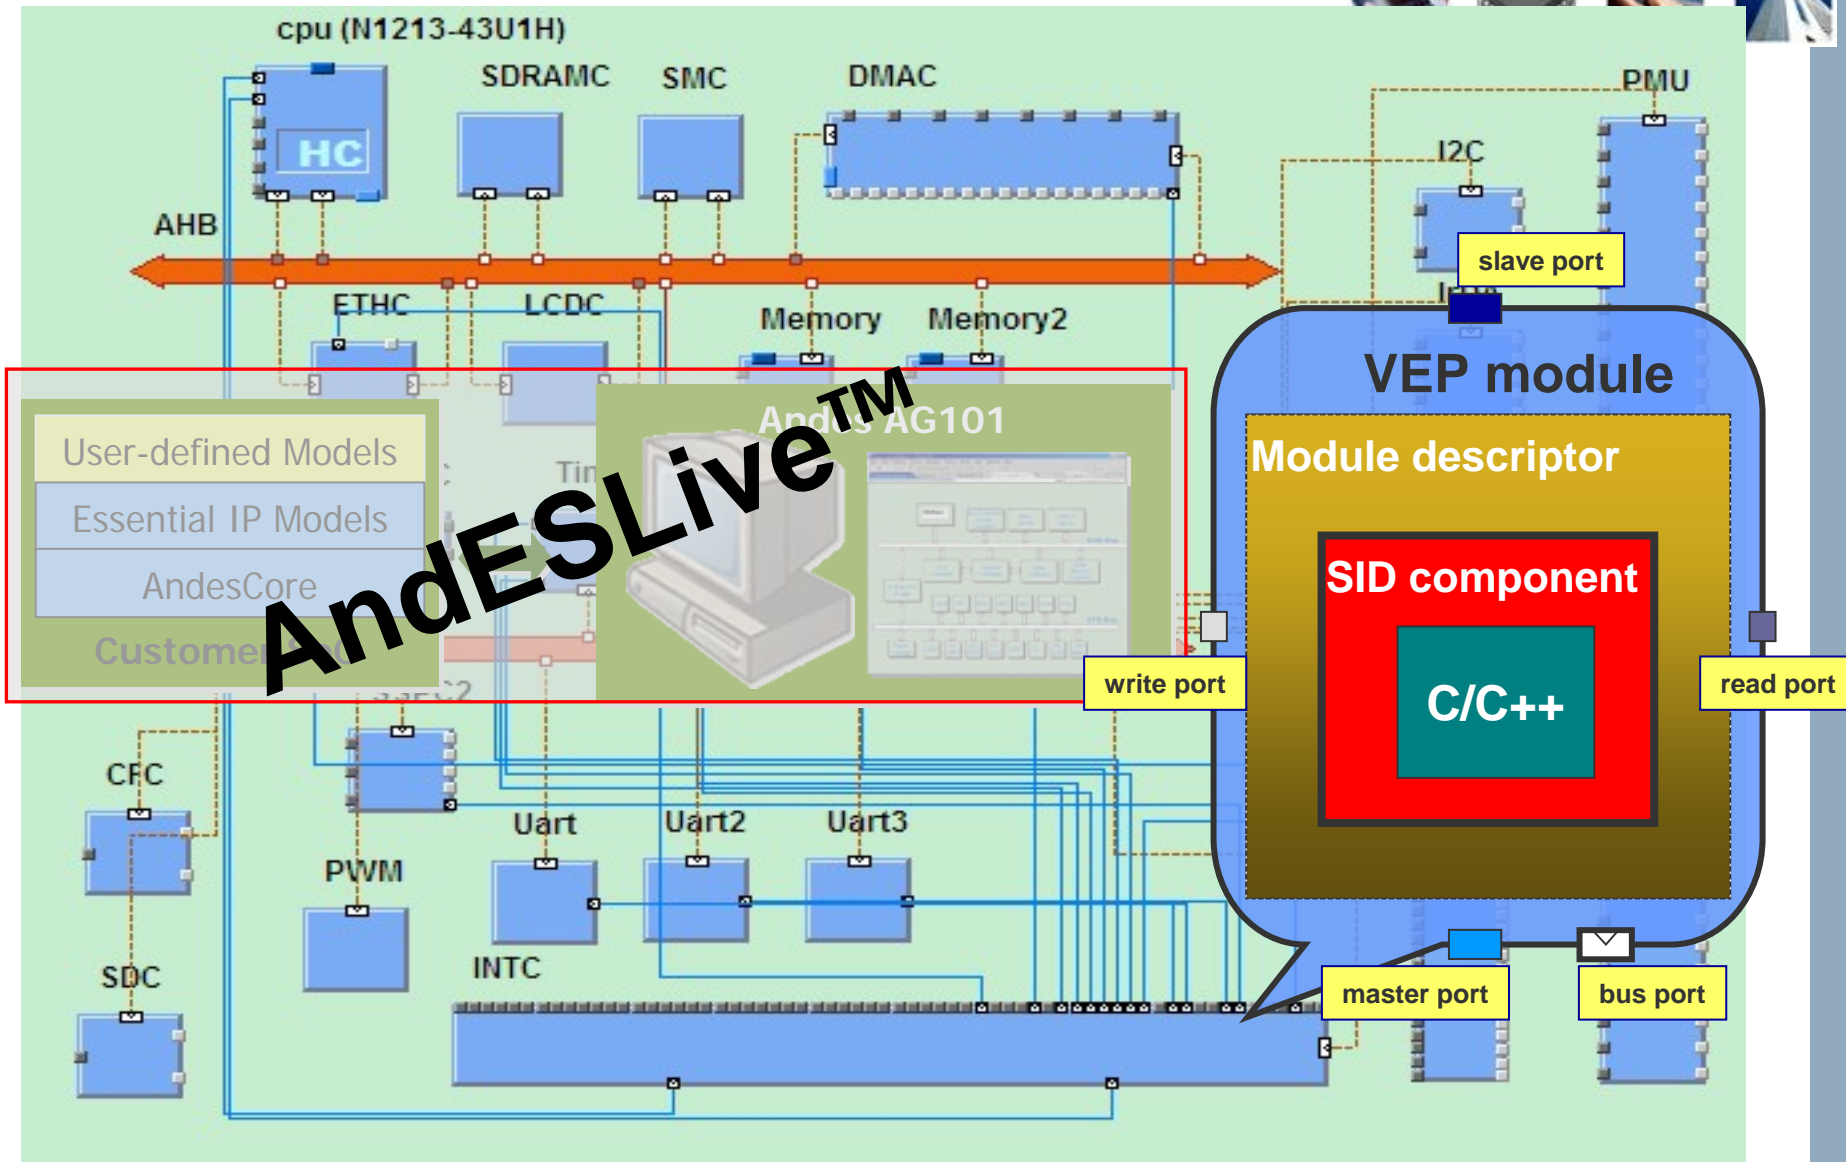 cpu (N1213-43U1H)
SDRAMC
SMC
DMAC
PMU
HC
I2C
AHB
slave port
ETHC
LCDC
Memory
Memory2
VEP module
Andes AG101
User-defined Models
Module descriptor
Essential IP Models
AndESLive™
AndesCore
SID component
Customer
write port
read port
C/C++
CFC
Uart
Uart2
Uart3
PWM
SDC
INTC
master port
bus port